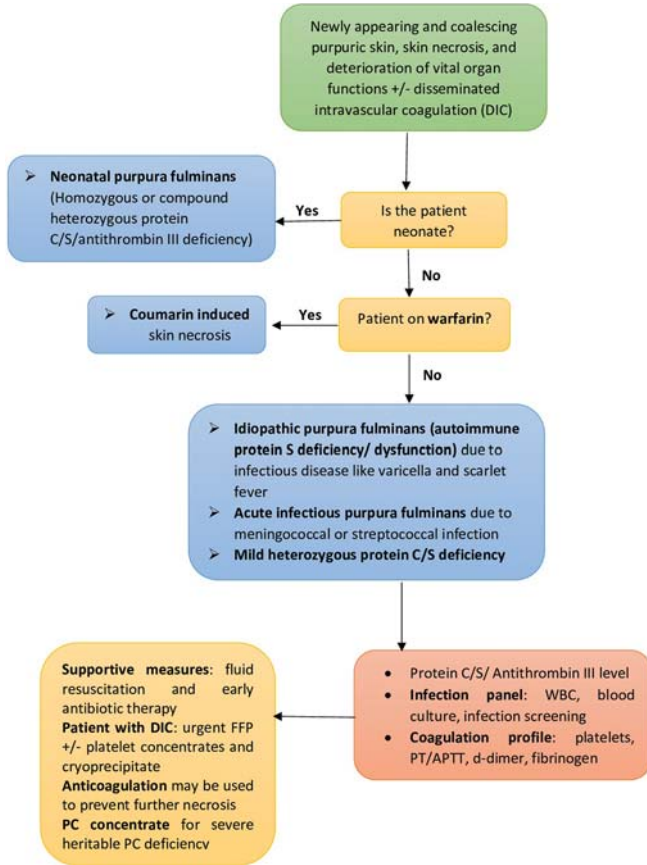 Newly appearing and coalescing
purpuric skin, skin necrosis, and
deterioration of vital organ
functions +/- disseminated
intravascular coagulation (DIC)
➢ Neonatal purpura fulminans
(Homozygous or compound
heterozygous protein
C/S/antithrombin III deficiency)
Yes
Is the patient
neonate?
No
➢ Coumarin induced
skin necrosis
Yes
Patient on warfarin?
No
➢ Idiopathic purpura fulminans (autoimmune
protein S deficiency/ dysfunction) due to
infectious disease like varicella and scarlet
fever
➢ Acute infectious purpura fulminans due to
meningococcal or streptococcal infection
➢ Mild heterozygous protein C/S deficiency
• Protein C/S/ Antithrombin III level
• Infection panel: WBC, blood
culture, infection screening
• Coagulation profile: platelets,
PT/APTT, d-dimer, fibrinogen
Supportive measures: fluid
resuscitation and early
antibiotic therapy
Patient with DIC: urgent FFP
+/- platelet concentrates and
cryoprecipitate
Anticoagulation may be used
to prevent further necrosis
PC concentrate for severe
heritable PC deficiency